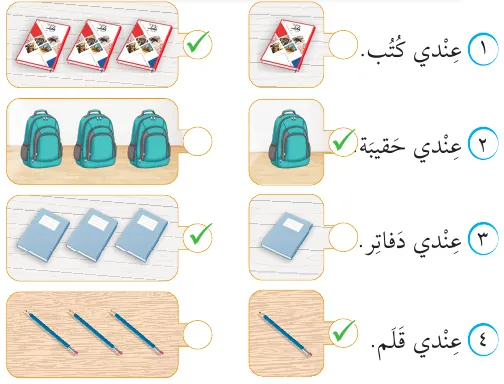 ١ عِنْدي كُتُب.
٢ عِنْدي حَقيبَة.
٣ عِنْدي دَفاتِر.
٤ عِنْدي قَلَم.